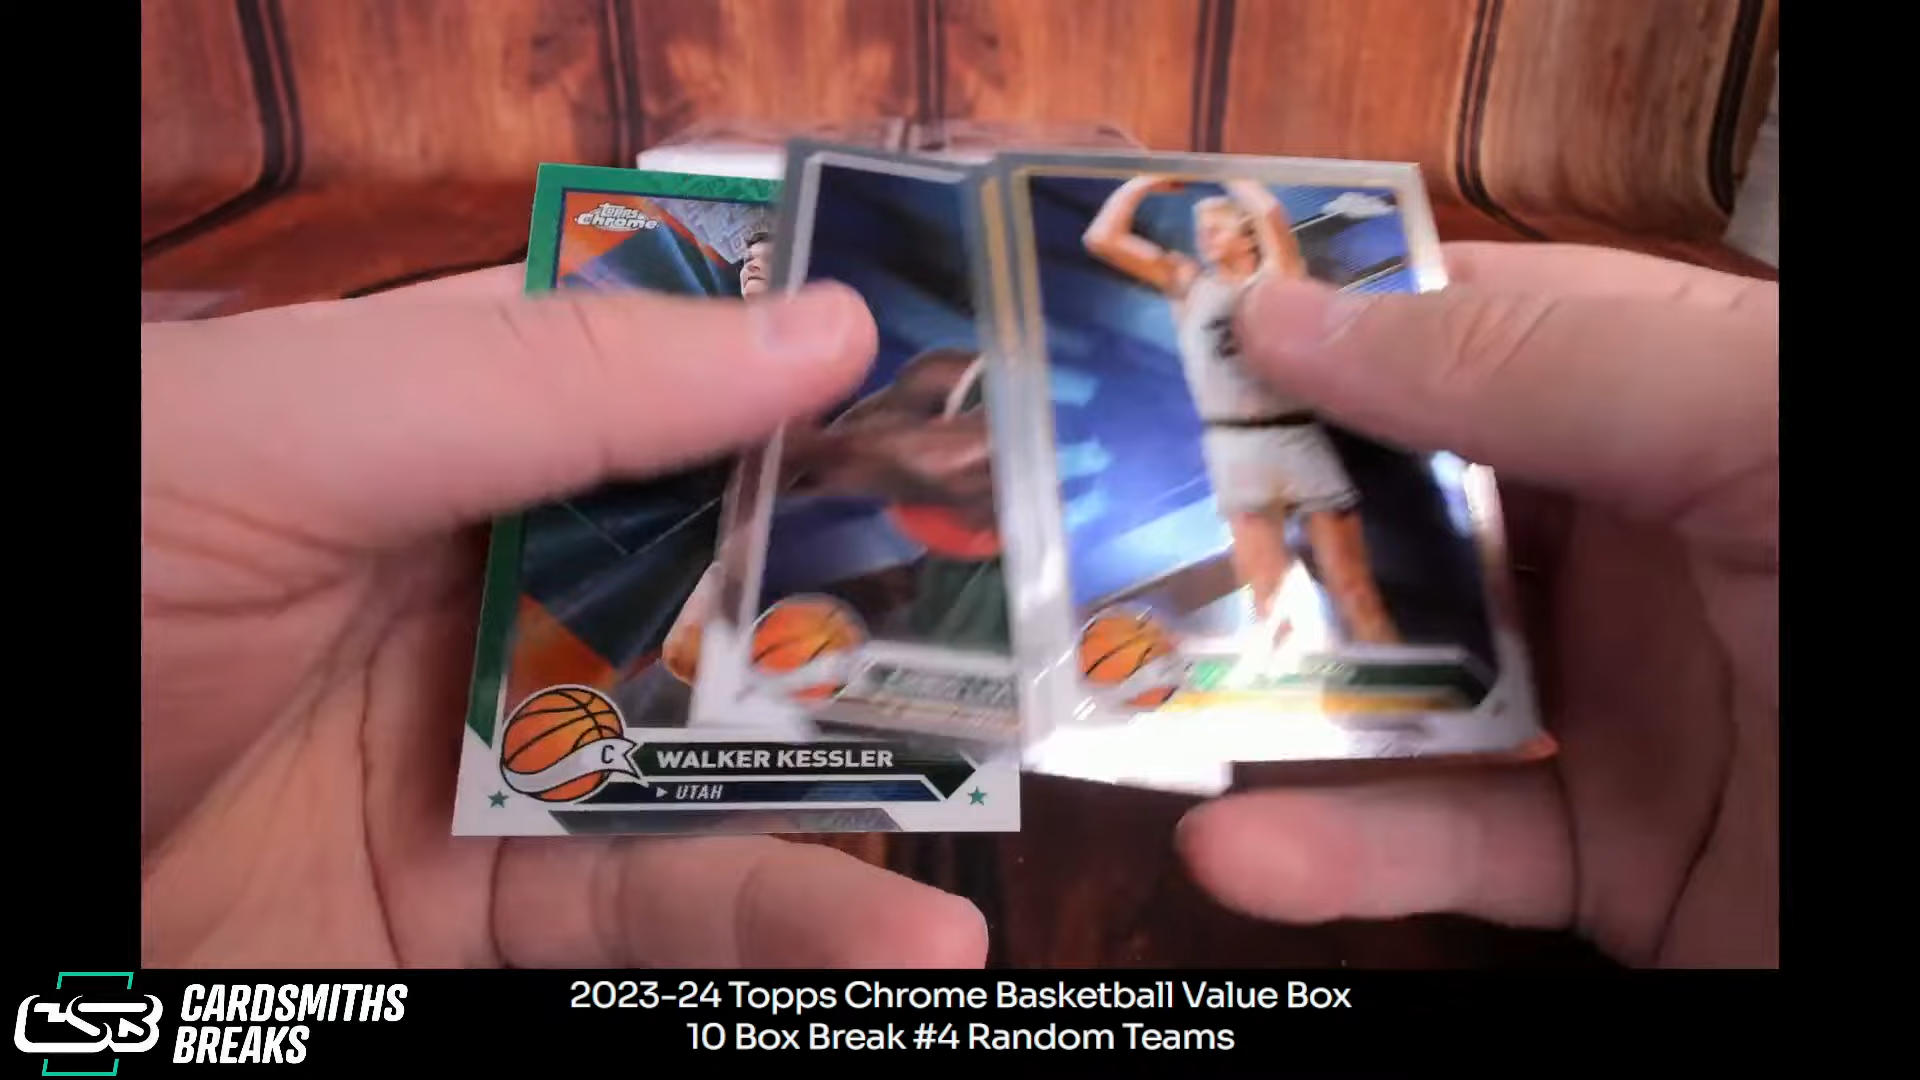 TOPPS
Chrome
C
WALKER KESSLER
UTAH
CSB
CARDSMITHS
BREAKS
2023-24 Topps Chrome Basketball Value Box
10 Box Break #4 Random Teams